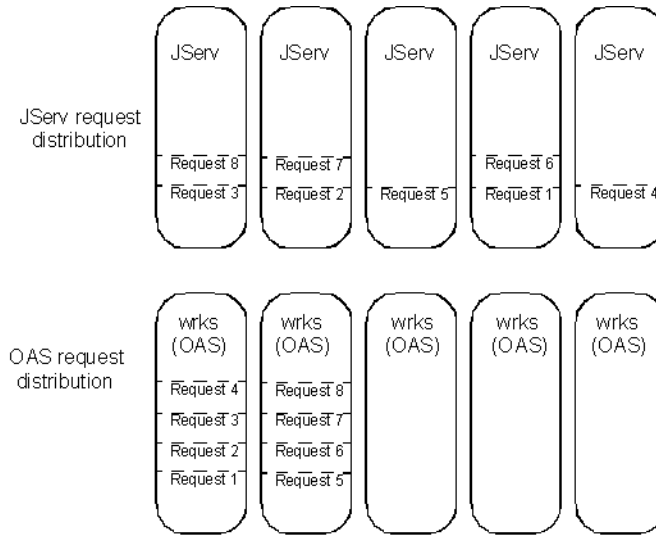 JServ JServ JServ JServ JServ
JServ request
distribution
Request 8 Request 7 Request 6
Request 3 Request 2 Request 5 Request 1 Request 4
wrks wrks wrks wrks wrks
(OAS) (OAS) (OAS) (OAS) (OAS)
OAS request
distribution
Request 4 Request 8
Request 3 Request 7
Request 2 Request 6
Request 1 Request 5